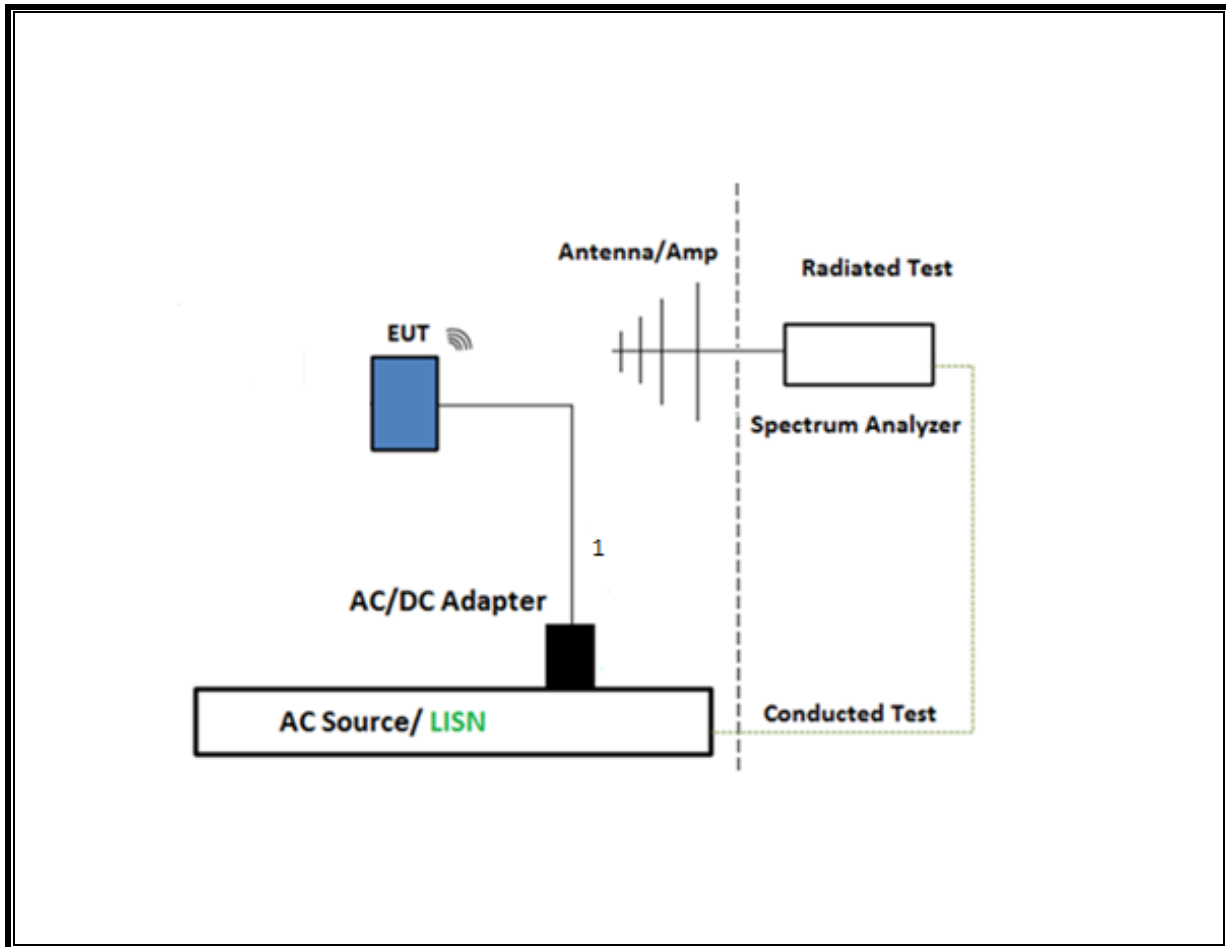 Antenna/Amp
Radiated Test
EUT
Spectrum Analyzer
1
AC/DC Adapter
AC Source/ LISN
Conducted Test